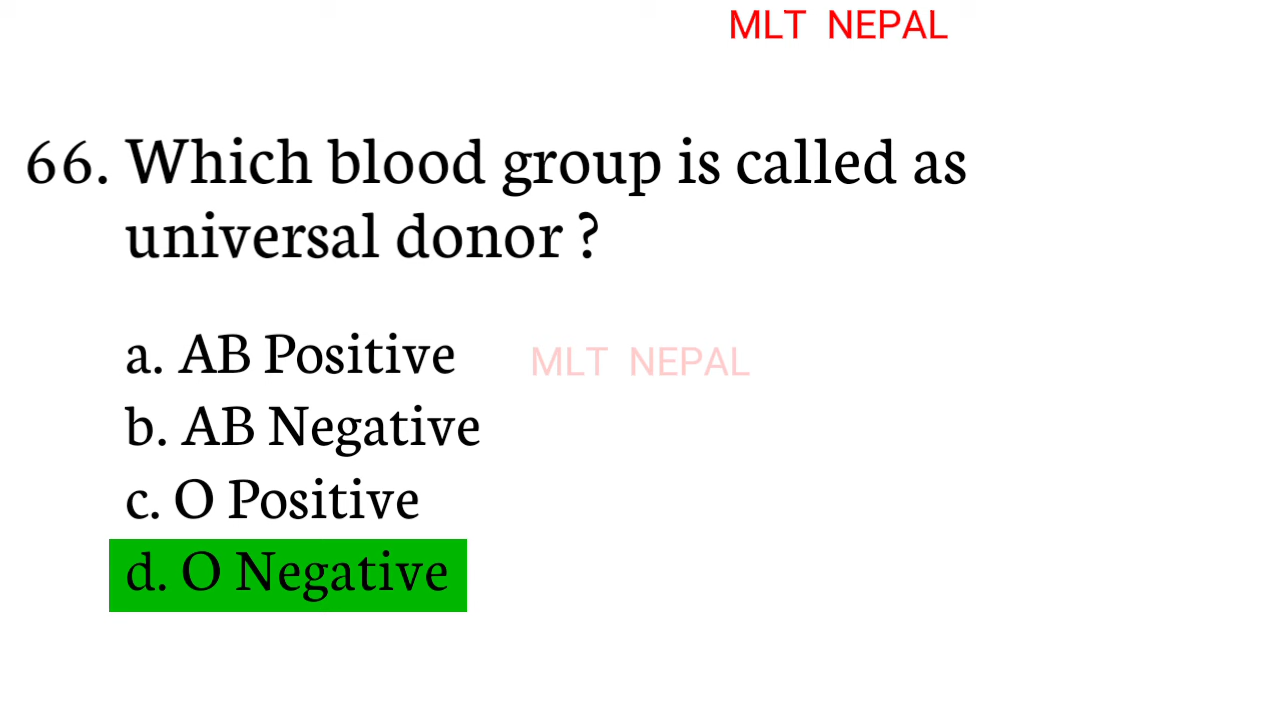 MLT NEPAL
66. Which blood group is called as
universal donor ?
a. AB Positive
MLT NEPAL
b. AB Negative
c. O Positive
d. O Negative